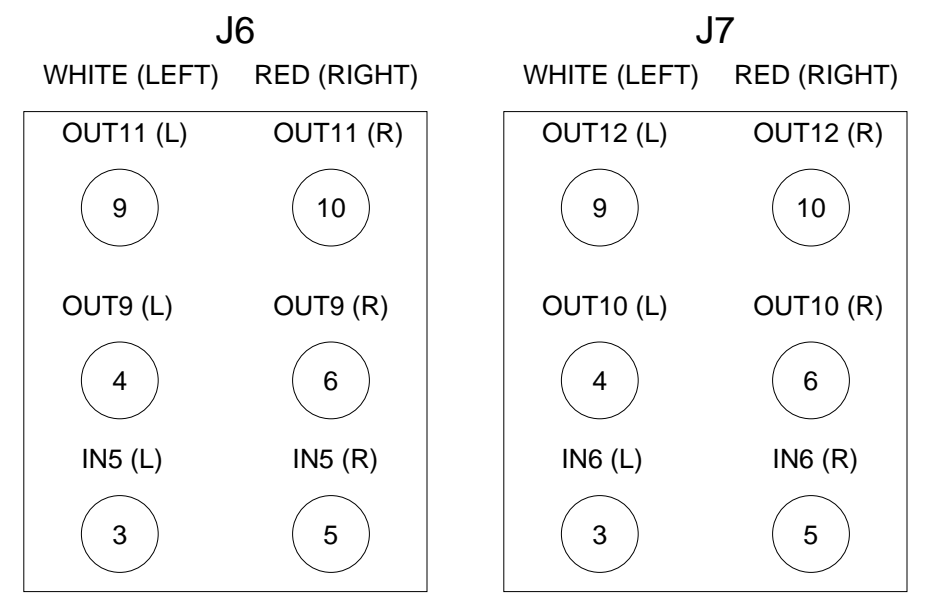 J6 J7
WHITE (LEFT) RED (RIGHT) WHITE (LEFT) RED (RIGHT)
OUT11 (L) OUT11 (R) OUT12 (L) OUT12 (R)
9 10 9 10
OUT9 (L) OUT9 (R) OUT10 (L) OUT10 (R)
4 6 4 6
IN5 (L) IN5 (R) IN6 (L) IN6 (R)
3 5 3 5